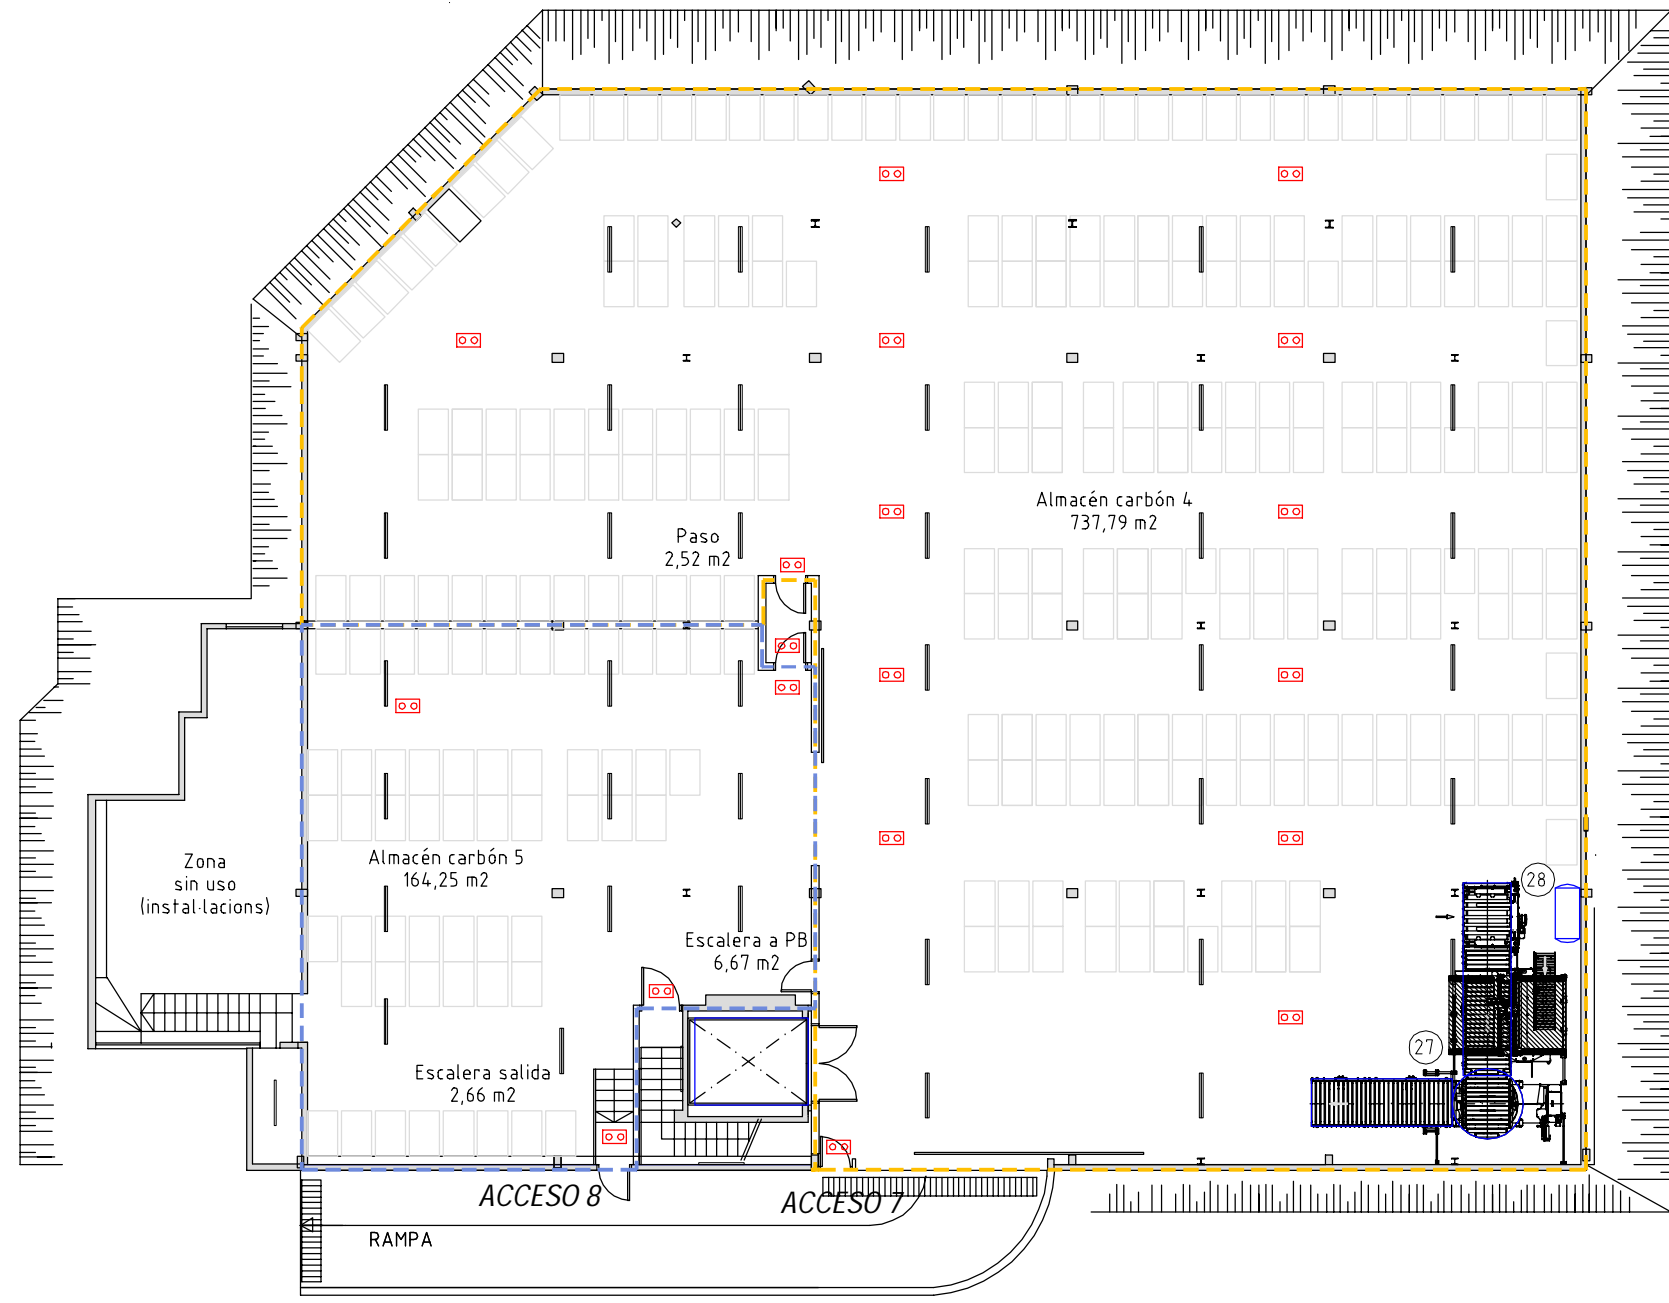 Almacén carbón 4
737,79 m2
Paso
2,52 m2
Almacén carbón 5
164,25 m2
Zona
sin uso
(instal·lacions)
28
Escalera a PB
6,67 m2
27
Escalera salida
2,66 m2
ACCESO 8
ACCESO 7
RAMPA